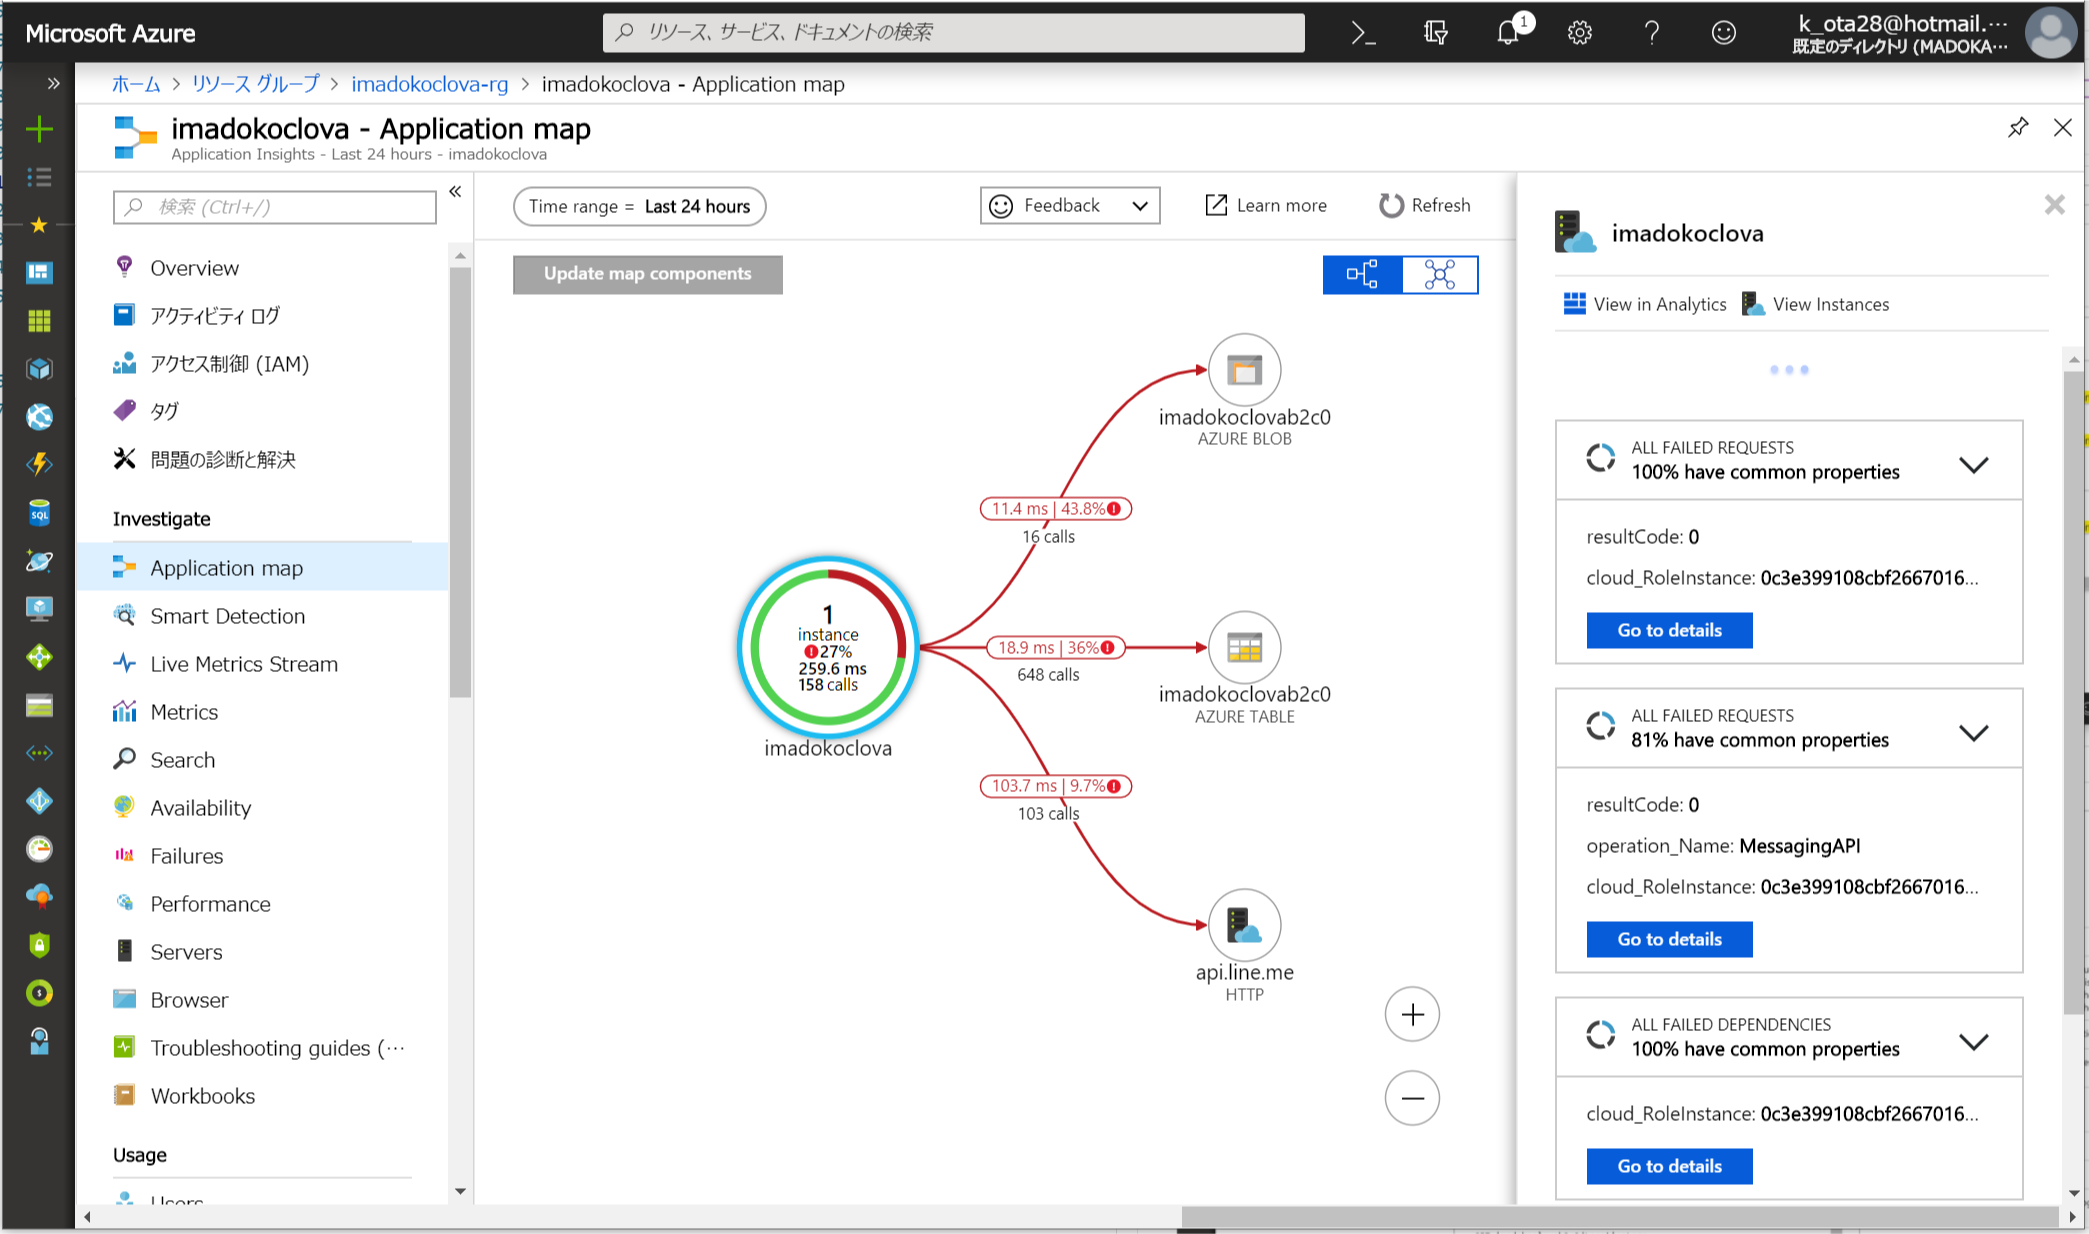 Microsoft Azure
リソース、サービス、ドキュメントの検索
1
k_ota28@hotmail.···
既定のディレクトリ (MADOKA···
ホーム > リソース グループ > imadokoclova-rg > imadokoclova - Application map
imadokoclova - Application map
Application Insights - Last 24 hours - imadokoclova
検索 (Ctrl+/)
Overview
アクティビティ ログ
アクセス制御 (IAM)
タグ
問題の診断と解決
Investigate
Application map
Smart Detection
Live Metrics Stream
Metrics
Search
Availability
Failures
Performance
Servers
Browser
Troubleshooting guides (···
Workbooks
Usage
Users
SQL
Time range = Last 24 hours
Feedback
Learn more
Refresh
Update map components
imadokoclovab2c0
AZURE BLOB
11.4 ms | 43.8%
16 calls
1
instance
27%
259.6 ms
158 calls
imadokoclova
18.9 ms | 36%
648 calls
imadokoclovab2c0
AZURE TABLE
103.7 ms | 9.7%
103 calls
api.line.me
HTTP
imadokoclova
View in Analytics
View Instances
ALL FAILED REQUESTS
100% have common properties
resultCode: 0
cloud_RoleInstance: 0c3e399108cbf2667016...
Go to details
ALL FAILED REQUESTS
81% have common properties
resultCode: 0
operation_Name: MessagingAPI
cloud_RoleInstance: 0c3e399108cbf2667016...
Go to details
ALL FAILED DEPENDENCIES
100% have common properties
cloud_RoleInstance: 0c3e399108cbf2667016...
Go to details